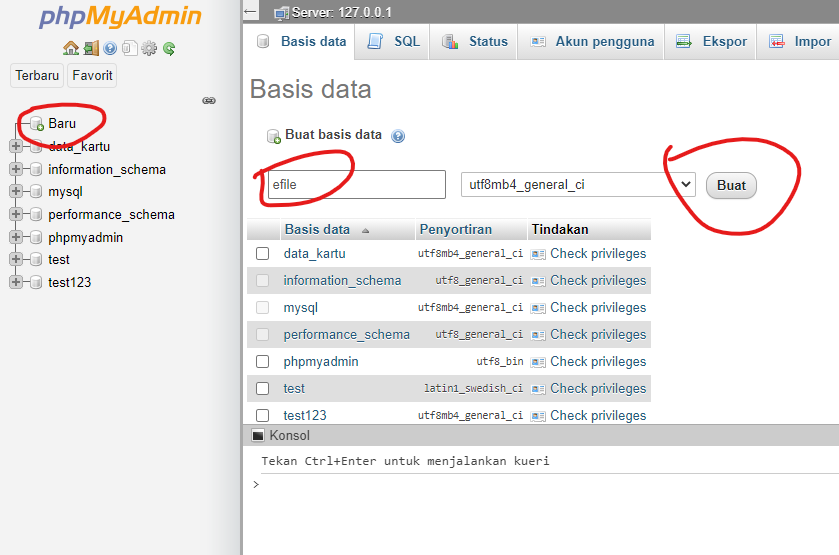 phpMyAdmin
Terbaru Favorit
Baru
data_kartu
information_schema
mysql
performance_schema
phpmyadmin
test
test123
Server: 127.0.0.1
Basis data SQL Status Akun pengguna Ekspor Impor
Basis data
Buat basis data
efile utf8mb4_general_ci Buat
Basis data Penyortiran Tindakan
data_kartu utf8mb4_general_ci Check privileges
information_schema utf8_general_ci Check privileges
mysql utf8mb4_general_ci Check privileges
performance_schema utf8_general_ci Check privileges
phpmyadmin utf8_bin Check privileges
test latin1_swedish_ci Check privileges
test123 utf8mb4_general_ci Check privileges
Konsol
Tekan Ctrl+Enter untuk menjalankan kueri
>